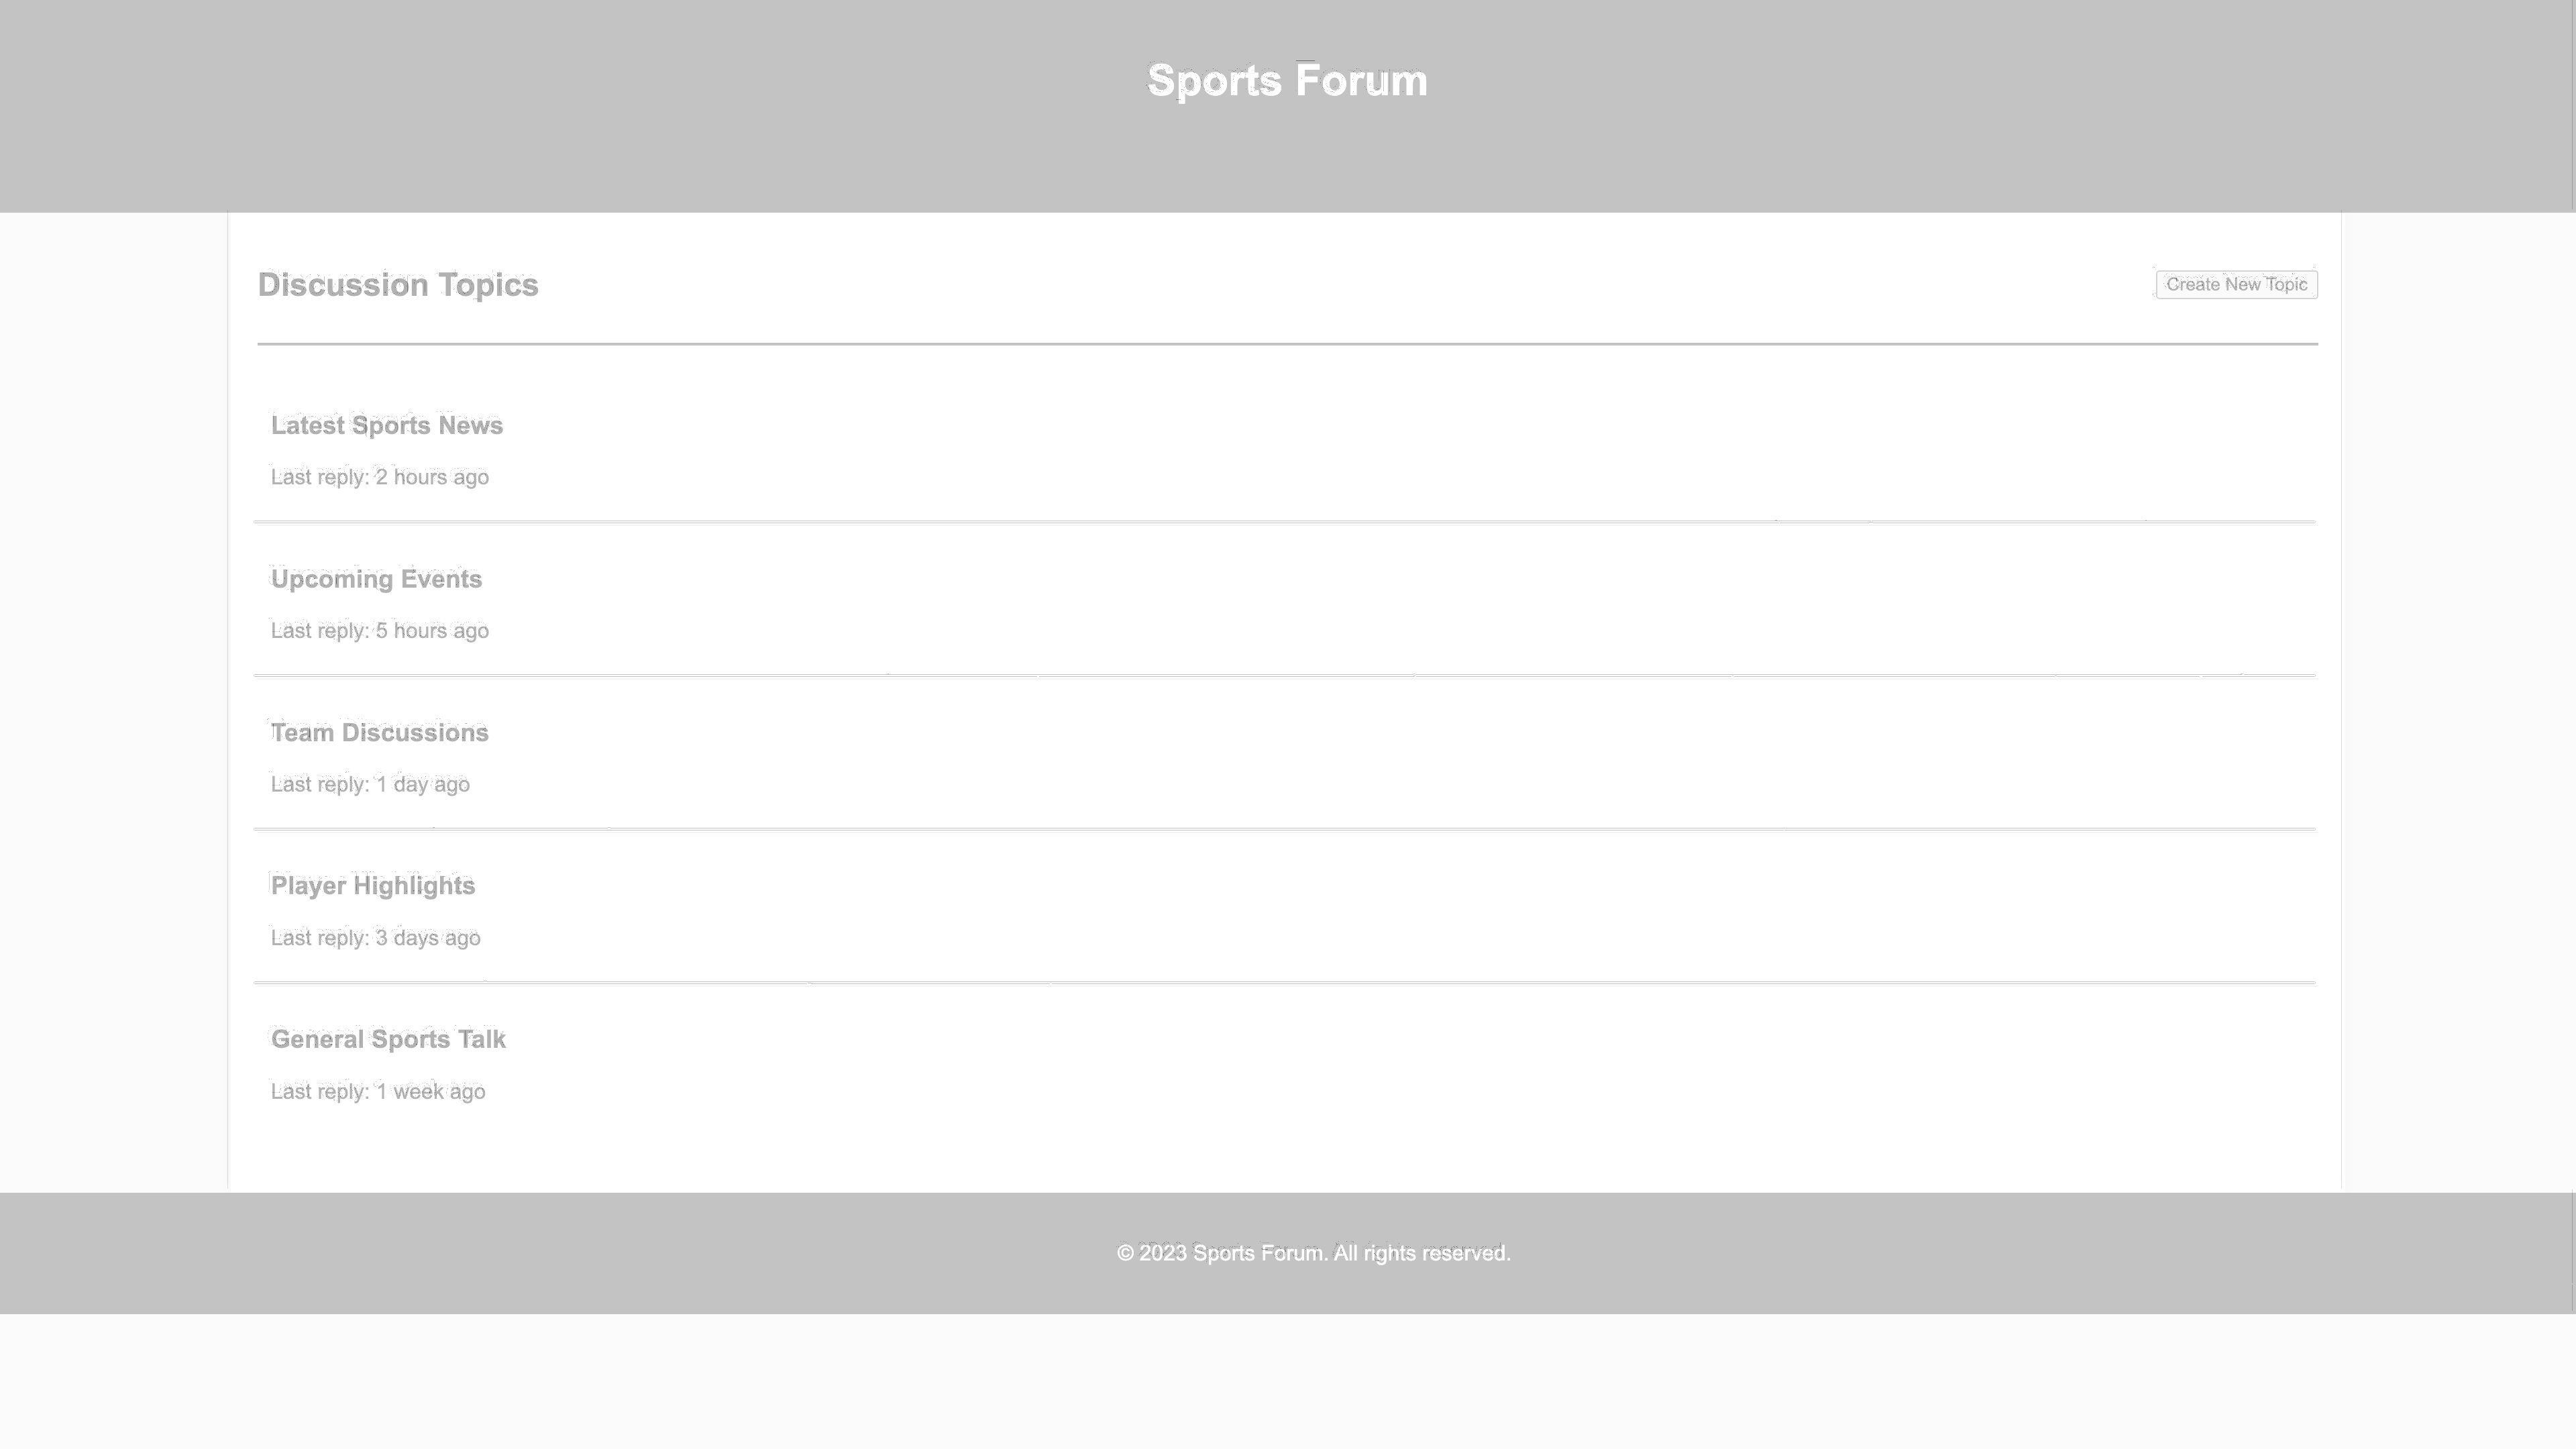 Sports Forum
Discussion Topics
Create New Topic
Latest Sports News
Last reply: 2 hours ago
Upcoming Events
Last reply: 5 hours ago
Team Discussions
Last reply: 1 day ago
Player Highlights
Last reply: 3 days ago
General Sports Talk
Last reply: 1 week ago
© 2023 Sports Forum. All rights reserved.